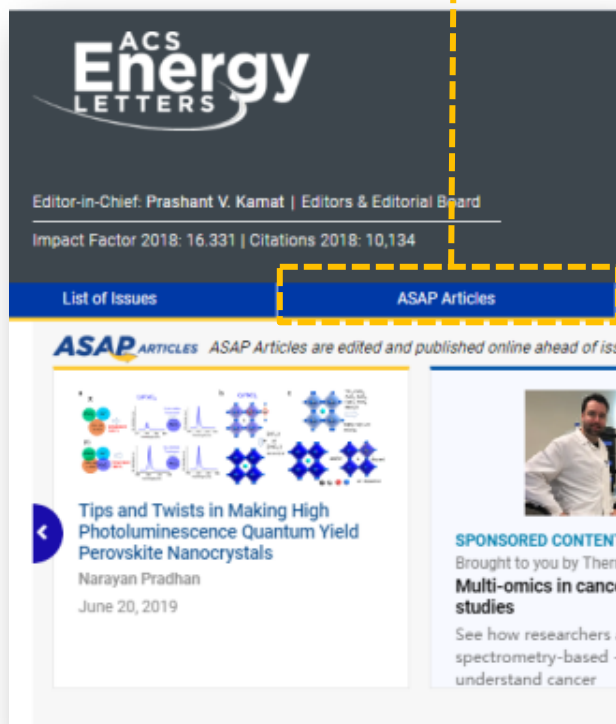 ACS
Energy
LETTERS
Editor-in-Chief: Prashant V. Kamat | Editors & Editorial Board
Impact Factor 2018: 16.331 | Citations 2018: 10,134
List of Issues
ASAP Articles
ASAP ARTICLES ASAP Articles are edited and published online ahead of iss
Tips and Twists in Making High
Photoluminescence Quantum Yield
Perovskite Nanocrystals
Narayan Pradhan
June 20, 2019
SPONSORED CONTENT
Brought to you by Ther
Multi-omics in cance
studies
See how researchers
spectrometry-based
understand cancer